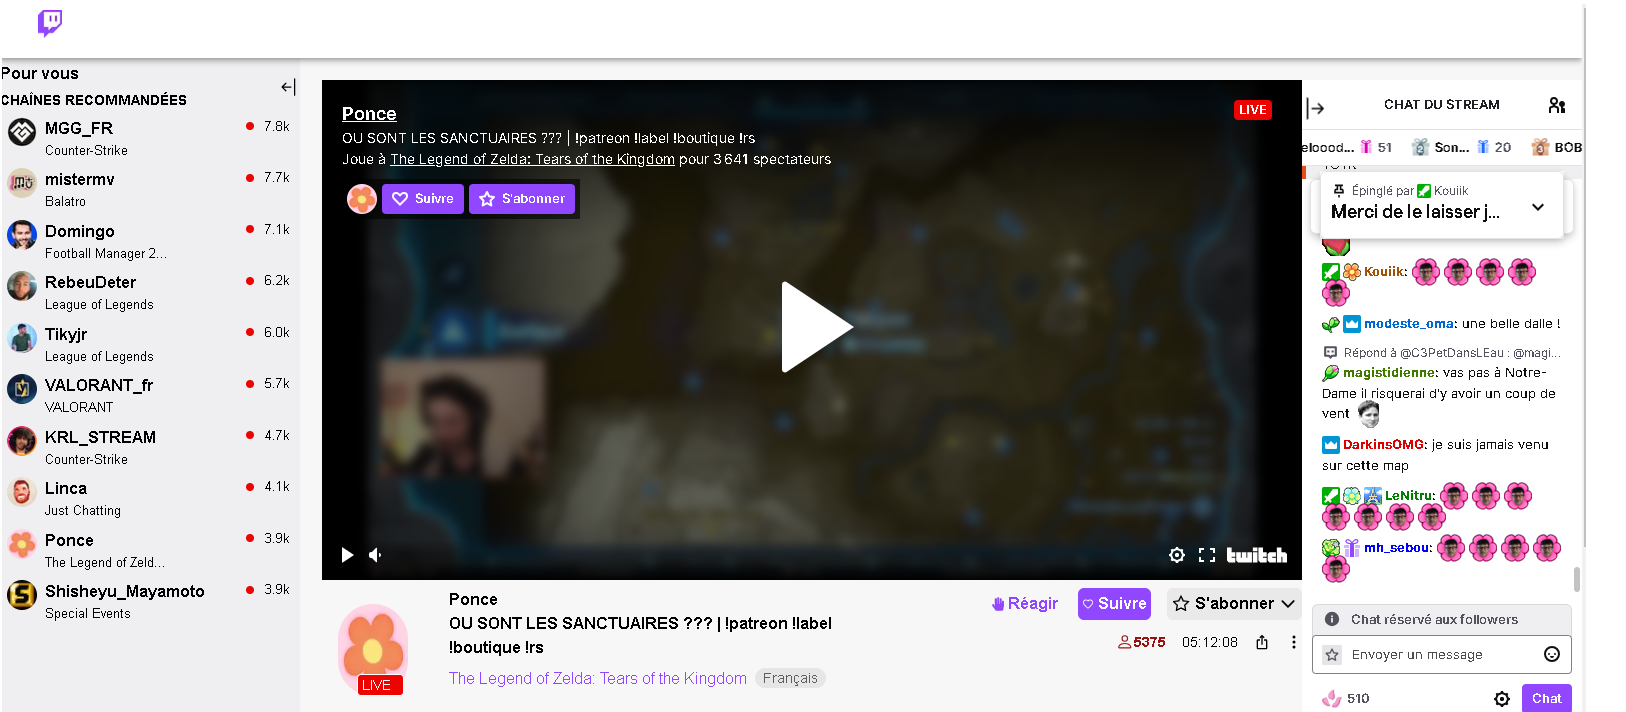 Pour vous
CHAÎNES RECOMMANDÉES
MGG_FR 7.8k
Counter-Strike
mistermv 7.7k
Balatro
Domingo 7.1k
Football Manager 2...
RebeuDeter 6.2k
League of Legends
Tikyjr 6.0k
League of Legends
VALORANT_fr 5.7k
VALORANT
KRL_STREAM 4.7k
Counter-Strike
Linca 4.1k
Just Chatting
Ponce 3.9k
The Legend of Zeld...
Shisheyu_Mayamoto 3.9k
Special Events
Ponce
LIVE
OU SONT LES SANCTUAIRES ??? | !patreon !label !boutique !rs
Joue à The Legend of Zelda: Tears of the Kingdom pour 3 641 spectateurs
Suivre
S'abonner
twitch
Ponce
OU SONT LES SANCTUAIRES ??? | !patreon !label
!boutique !rs
The Legend of Zelda: Tears of the Kingdom Français
LIVE
Réagir
Suivre
S'abonner
5375 05:12:08
CHAT DU STREAM
eloood... 51 2 Son... 20 3 BOB
Épinglé par Kouiik
Merci de le laisser j...
Kouiik:
modeste_oma: une belle dalle !
Répond à @C3PetDansLEau : @magi...
magistidienne: vas pas à Notre-
Dame il risquerai d'y avoir un coup de
vent
DarkinsOMG: je suis jamais venu
sur cette map
LeNitru:
mh_sebou:
Chat réservé aux followers
Envoyer un message
510
Chat